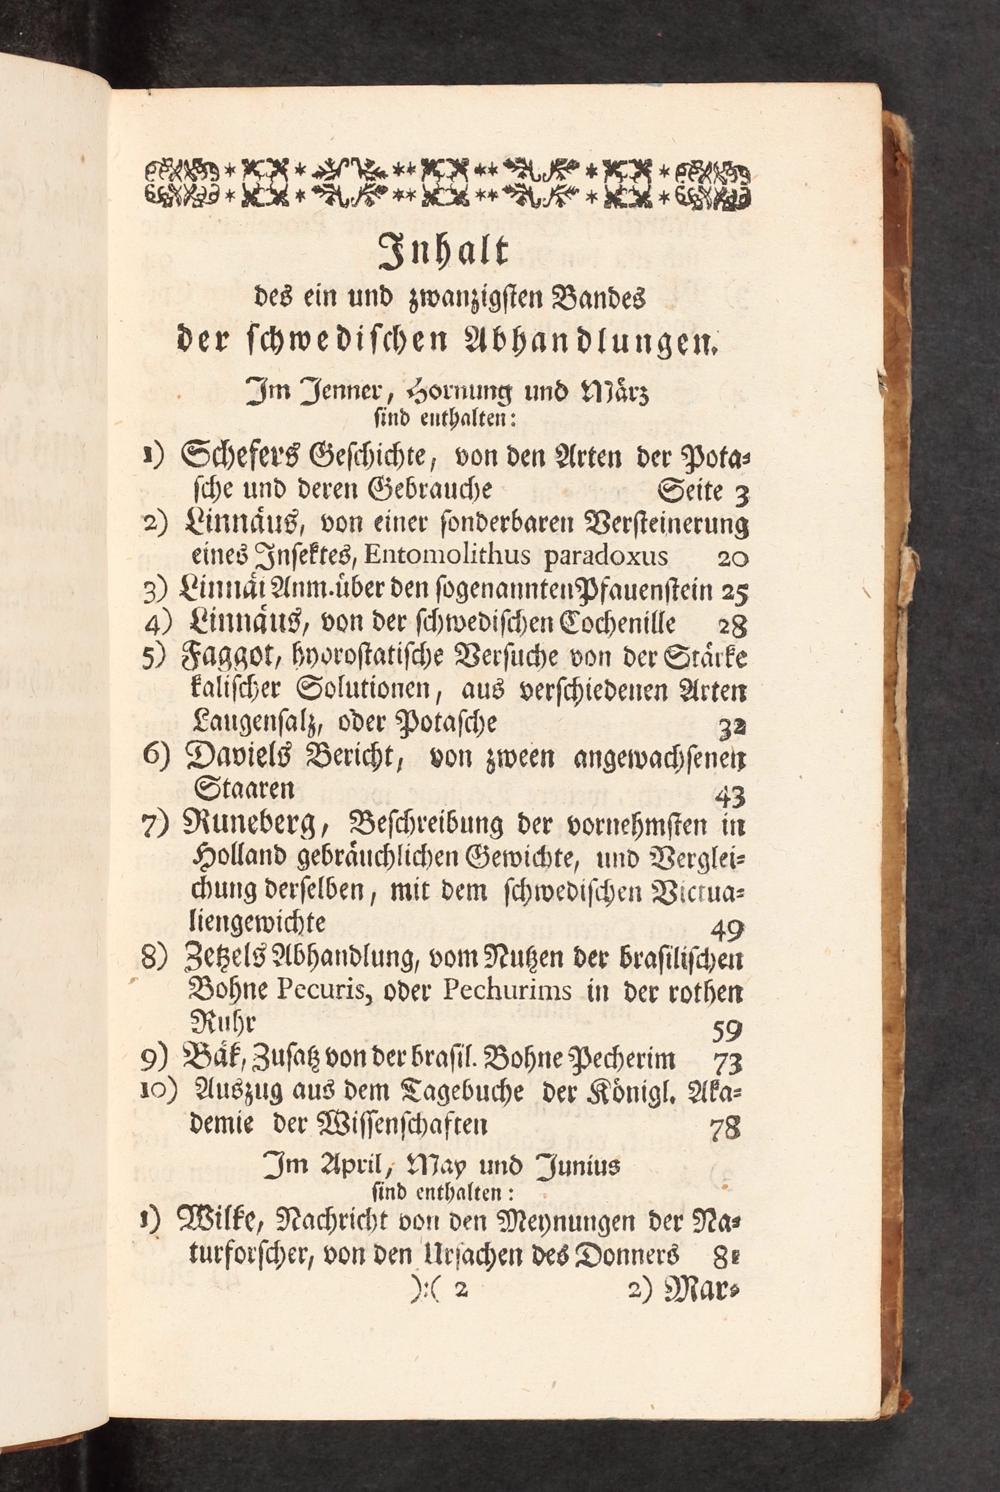 Inhalt
des ein und zwanzigsten Bandes
der schwedischen Abhandlungen.
Im Jenner, Hornung und März
sind enthalten:
1) Schefers Geschichte, von den Arten der Pota-
sche und deren Gebrauche Seite 3
2) Linnäus, von einer sonderbaren Versteinerung
eines Insektes, Entomolithus paradoxus 20
3) Linnäi Anm. über den sogenannten Pfauenstein 25
4) Linnäus, von der schwedischen Cochenille 28
5) Faggot, hydrostatische Versuche von der Stärke
kalischer Solutionen, aus verschiedenen Arten
Laugensalz, oder Potasche 32
6) Daviels Bericht, von zween angewachsenen
Staaren 43
7) Runeberg, Beschreibung der vornehmsten in
Holland gebräuchlichen Gewichte, und Verglei-
chung derselben, mit dem schwedischen Victua-
liengewichte 49
8) Zetzels Abhandlung, vom Nutzen der brasilischen
Bohne Pecuris, oder Pechurims in der rothen
Ruhr 59
9) Bäk, Zusatz von der brasil. Bohne Pecherim 73
10) Auszug aus dem Tagebuche der Königl. Aka-
demie der Wissenschaften 78
Im April, May und Junius
sind enthalten:
1) Wilke, Nachricht von den Meynungen der Na-
turforscher, von den Ursachen des Donners 81
):( 2 2) Mar-